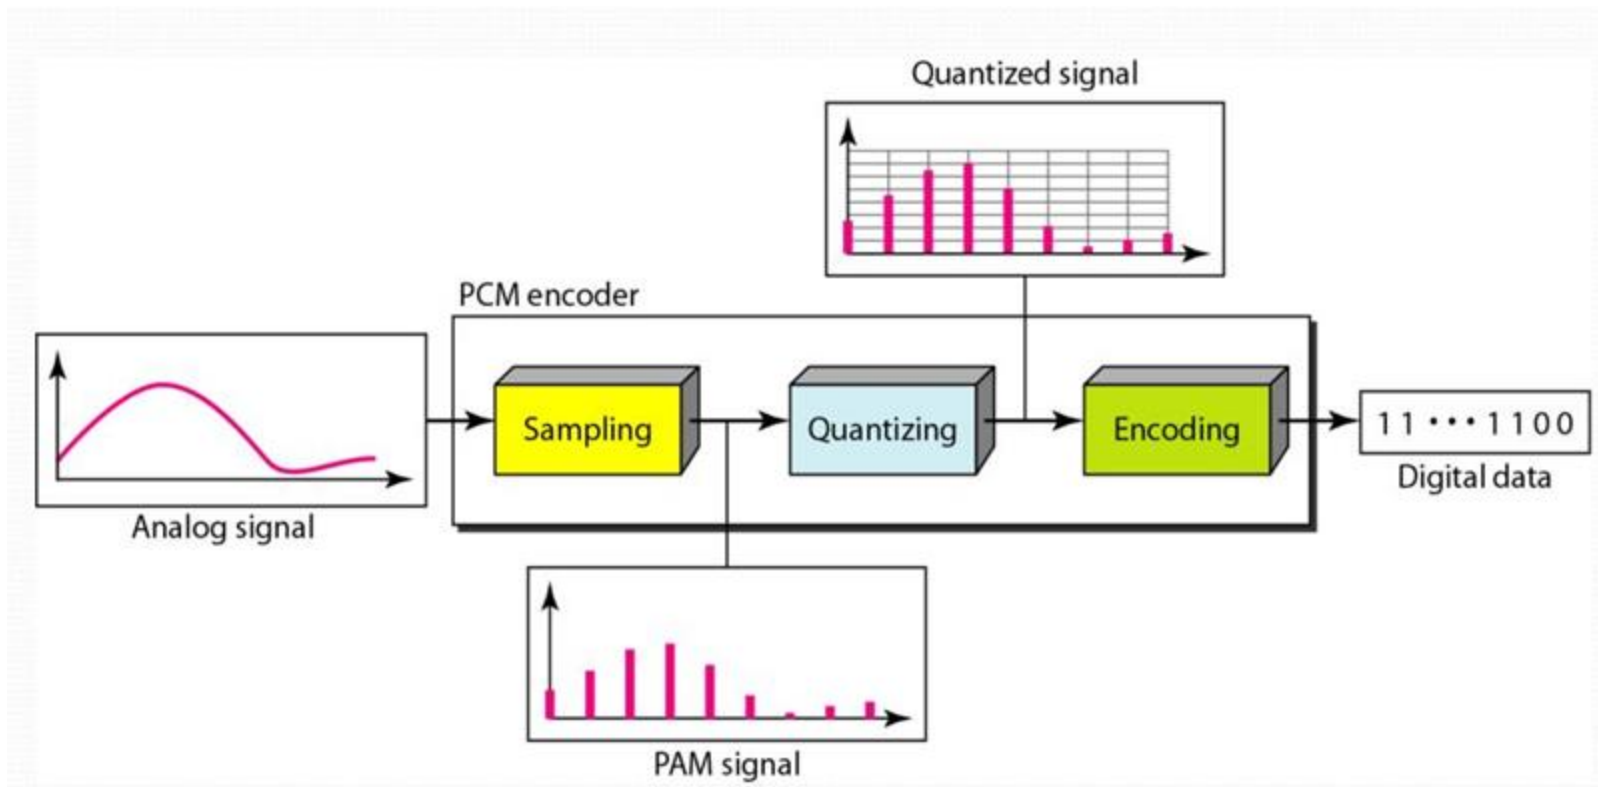 Quantized signal
PCM encoder
Sampling
Quantizing
Encoding
11···1100
Digital data
Analog signal
PAM signal